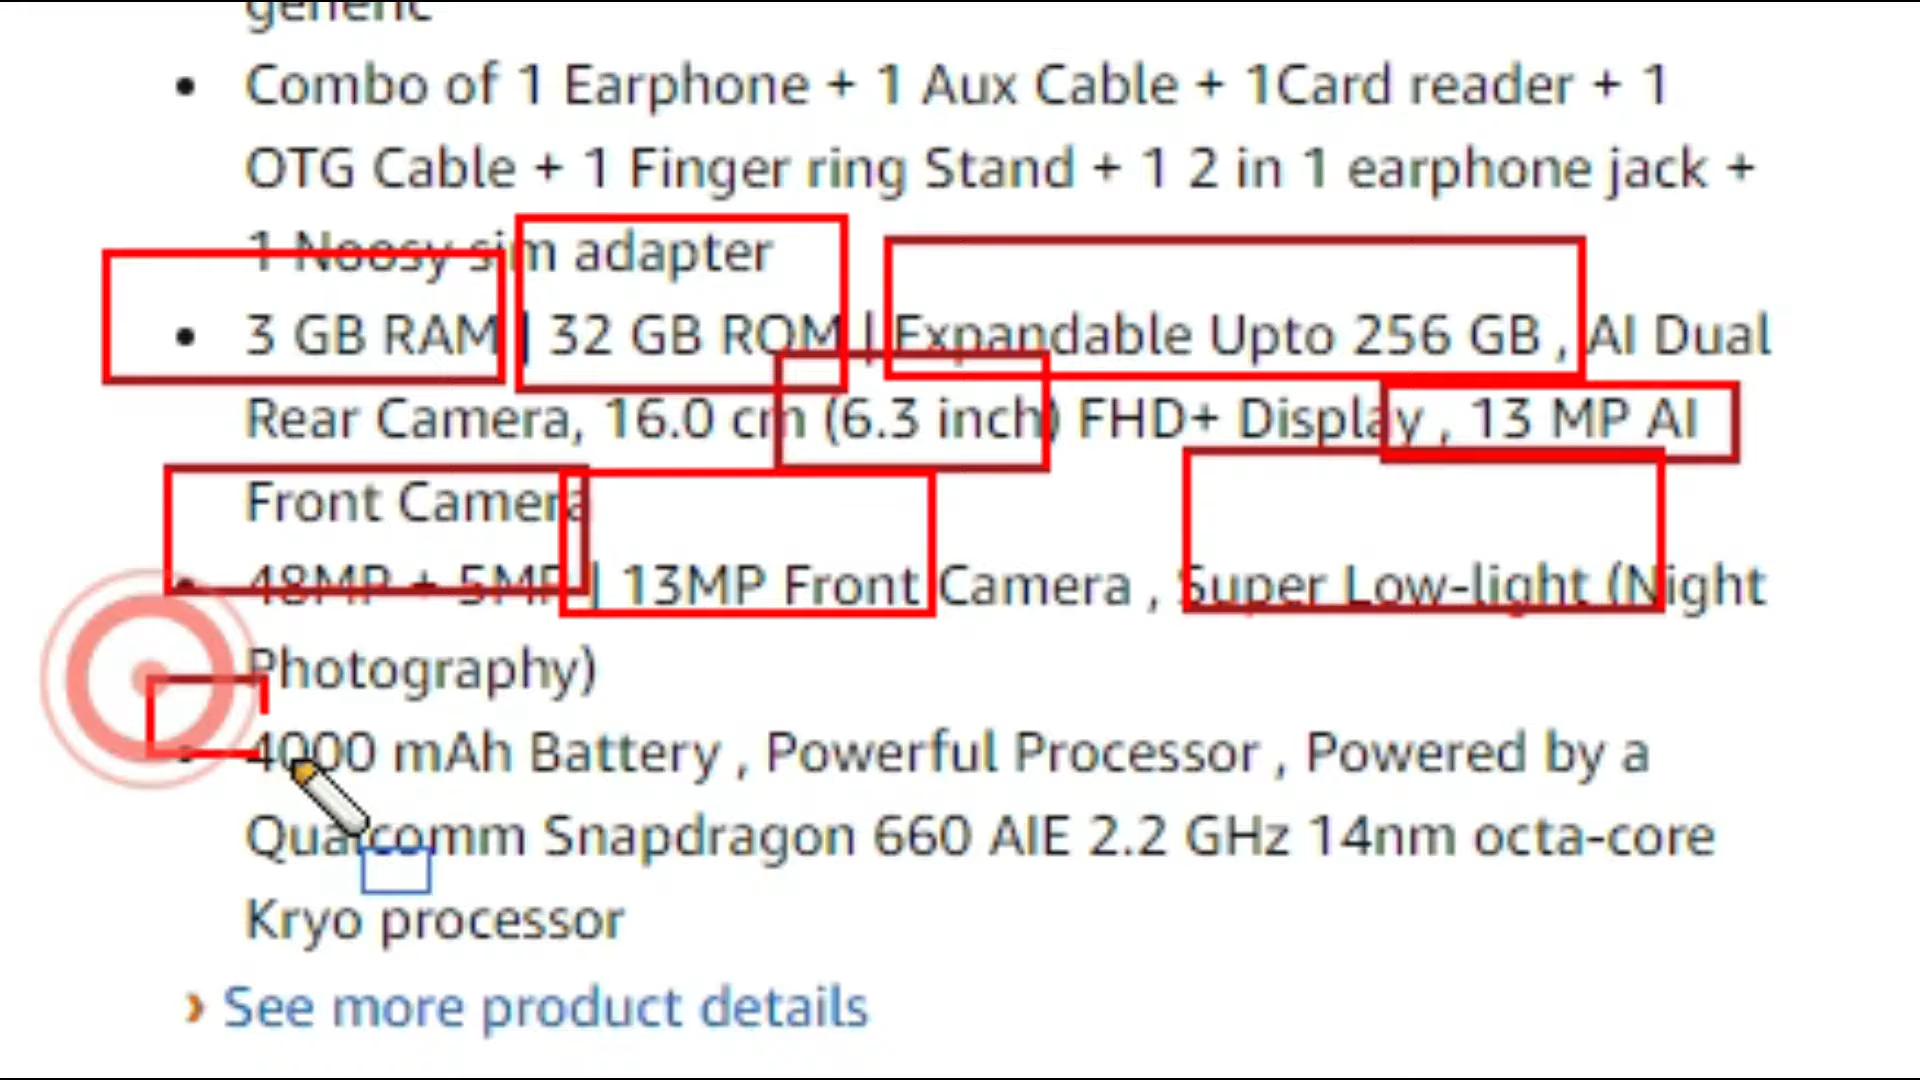 generic
• Combo of 1 Earphone + 1 Aux Cable + 1Card reader + 1
OTG Cable + 1 Finger ring Stand + 1 2 in 1 earphone jack +
1 Noosy sim adapter
• 3 GB RAM | 32 GB ROM | Expandable Upto 256 GB , AI Dual
Rear Camera, 16.0 cm (6.3 inch) FHD+ Display , 13 MP AI
Front Camera
• 48MP + 5MP | 13MP Front Camera , Super Low-light (Night
Photography)
• 4000 mAh Battery , Powerful Processor , Powered by a
Qualcomm Snapdragon 660 AIE 2.2 GHz 14nm octa-core
Kryo processor
› See more product details